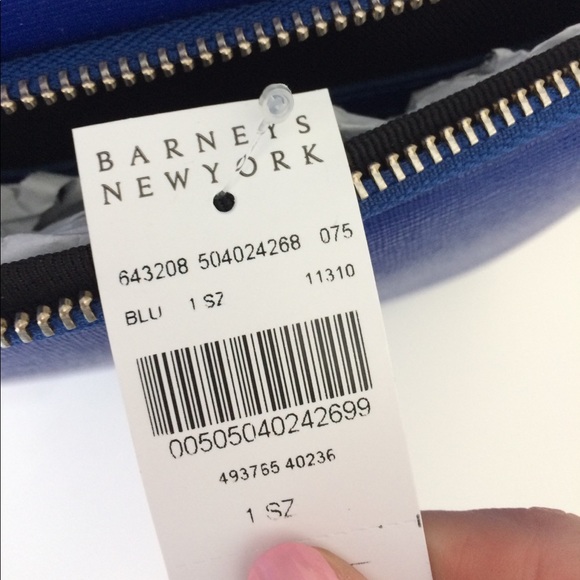 BARNEYS
NEWYORK
643208 504024268 075
BLU 1 SZ 11310
00505040242699
493765 40236
1 SZ